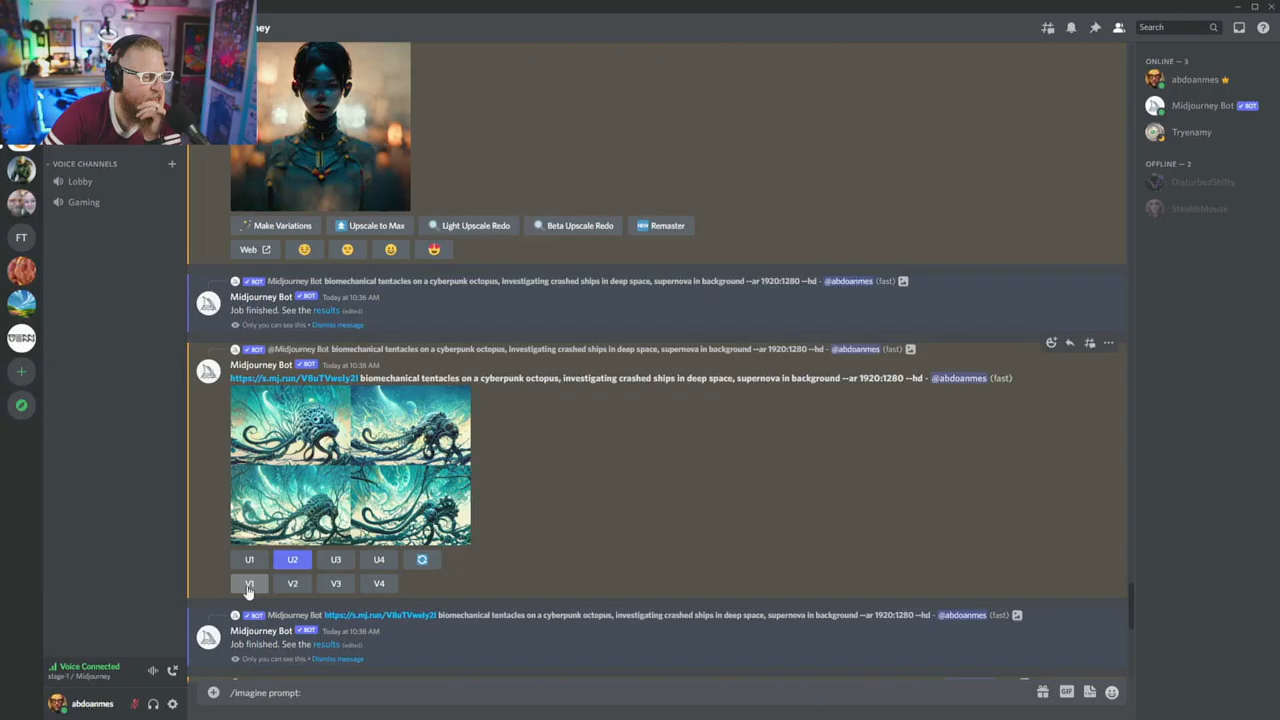 ney
Search
ONLINE — 3
abdoanmes
Midjourney Bot ✔ BOT
Tryenamy
OFFLINE — 2
DisturbedShifty
StealthMouse
VOICE CHANNELS
Lobby
Gaming
FT
Make Variations
Upscale to Max
Light Upscale Redo
Beta Upscale Redo
NEW Remaster
Web
✔ BOT Midjourney Bot biomechanical tentacles on a cyberpunk octopus, investigating crashed ships in deep space, supernova in background --ar 1920:1280 --hd - @abdoanmes (fast)
Midjourney Bot ✔ BOT Today at 10:36 AM
Job finished. See the results (edited)
Only you can see this • Dismiss message
✔ BOT @Midjourney Bot biomechanical tentacles on a cyberpunk octopus, investigating crashed ships in deep space, supernova in background --ar 1920:1280 --hd - @abdoanmes (fast)
Midjourney Bot ✔ BOT Today at 10:38 AM
https://s.mj.run/V8uTVwely2I biomechanical tentacles on a cyberpunk octopus, investigating crashed ships in deep space, supernova in background --ar 1920:1280 --hd - @abdoanmes (fast)
U1 U2 U3 U4
V1 V2 V3 V4
✔ BOT Midjourney Bot https://s.mj.run/V8uTVwely2I biomechanical tentacles on a cyberpunk octopus, investigating crashed ships in deep space, supernova in background --ar 1920:1280 --hd - @abdoanmes (fast)
Midjourney Bot ✔ BOT Today at 10:38 AM
Job finished. See the results (edited)
Only you can see this • Dismiss message
Voice Connected
stage-1 / Midjourney
abdoanmes
/imagine prompt:
GIF